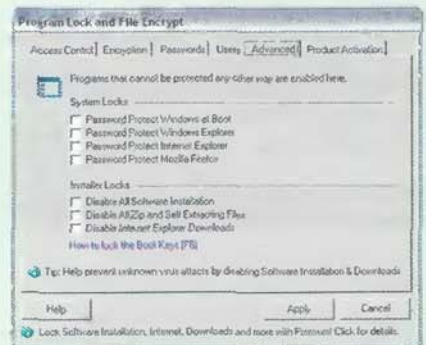 Program Lock and File Encrypt
Access Control Encryption Passwords Users Advanced Product Activation
Programs that cannot be protected any other way are enabled here.
System Locks
Password Protect Windows at Boot
Password Protect Windows Explorer
Password Protect Internet Explorer
Password Protect Mozilla Firefox
Installer Locks
Disable All Software Installation
Disable All Zip and Self Extracting Files
Disable Internet Explorer Downloads
How to lock the Boot Keys [F8]
Tip: Help prevent unknown virus attacts by disabling Software Installation & Downloads
Help Apply Cancel
Lock Software Installation, Internet, Downloads and more with Click for details.